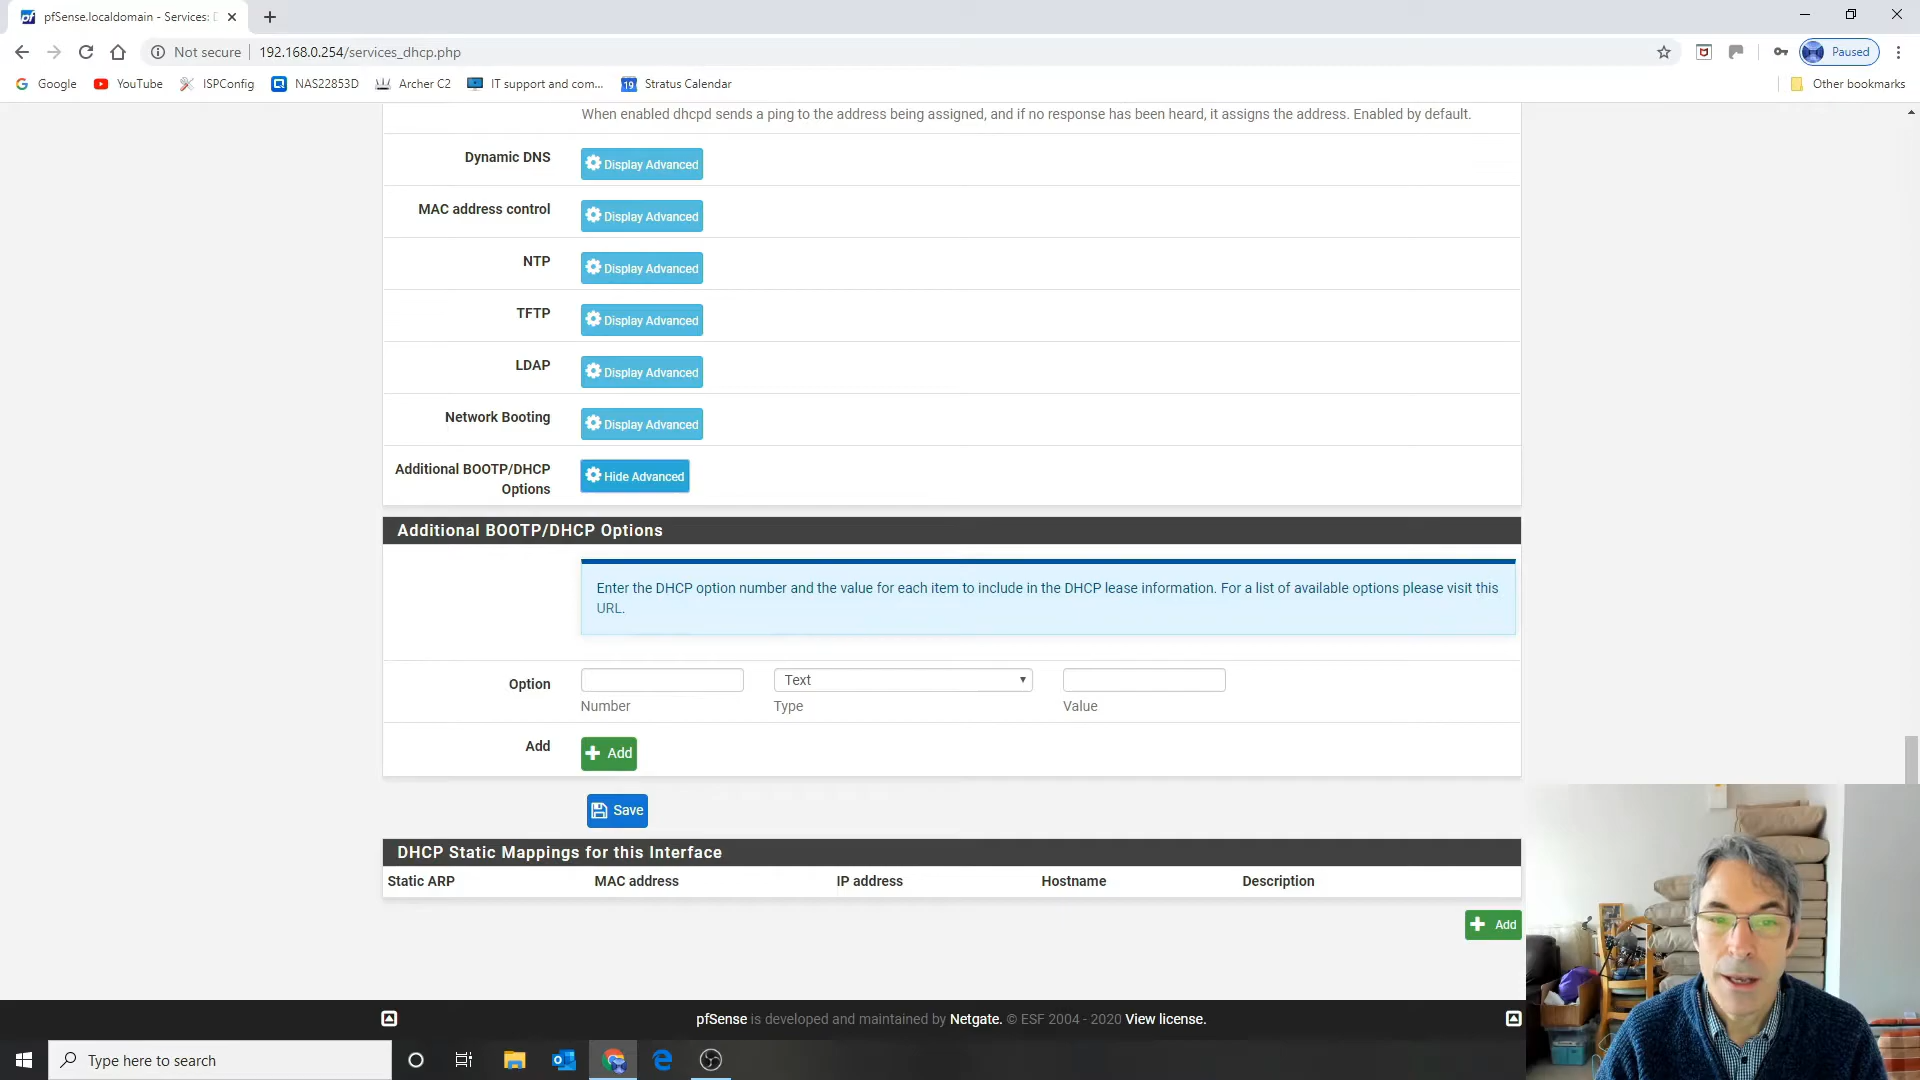 pfSense.localdomain - Services: D
Not secure
192.168.0.254/services_dhcp.php
Paused
Google
YouTube
ISPConfig
NAS22853D
Archer C2
IT support and com...
19
Stratus Calendar
Other bookmarks
When enabled dhcpd sends a ping to the address being assigned, and if no response has been heard, it assigns the address. Enabled by default.
Dynamic DNS
Display Advanced
MAC address control
Display Advanced
NTP
Display Advanced
TFTP
Display Advanced
LDAP
Display Advanced
Network Booting
Display Advanced
Additional BOOTP/DHCP
Options
Hide Advanced
Additional BOOTP/DHCP Options
Enter the DHCP option number and the value for each item to include in the DHCP lease information. For a list of available options please visit this
URL.
Option
Text
Number
Type
Value
Add
Add
Save
DHCP Static Mappings for this Interface
Static ARP
MAC address
IP address
Hostname
Description
Add
pfSense is developed and maintained by Netgate. © ESF 2004 - 2020 View license.
Type here to search